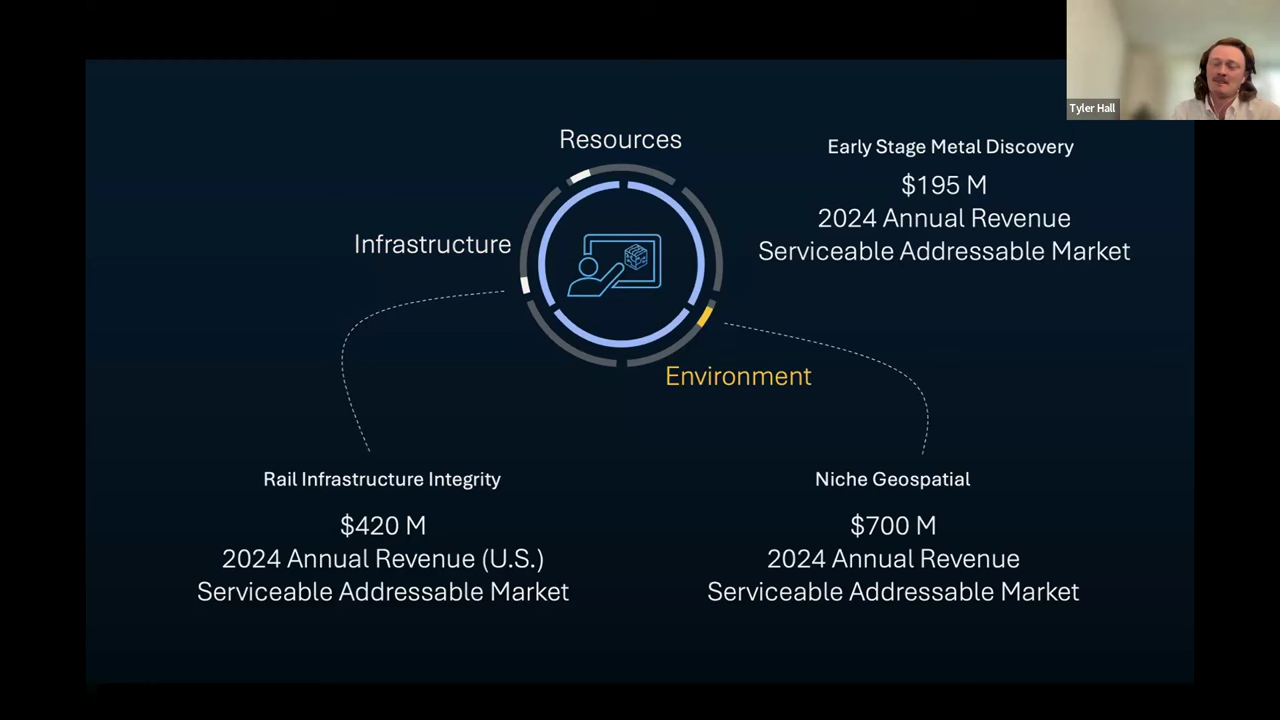 Tyler Hall
Resources
Early Stage Metal Discovery
$195 M
2024 Annual Revenue
Serviceable Addressable Market
Infrastructure
Environment
Rail Infrastructure Integrity
$420 M
2024 Annual Revenue (U.S.)
Serviceable Addressable Market
Niche Geospatial
$700 M
2024 Annual Revenue
Serviceable Addressable Market